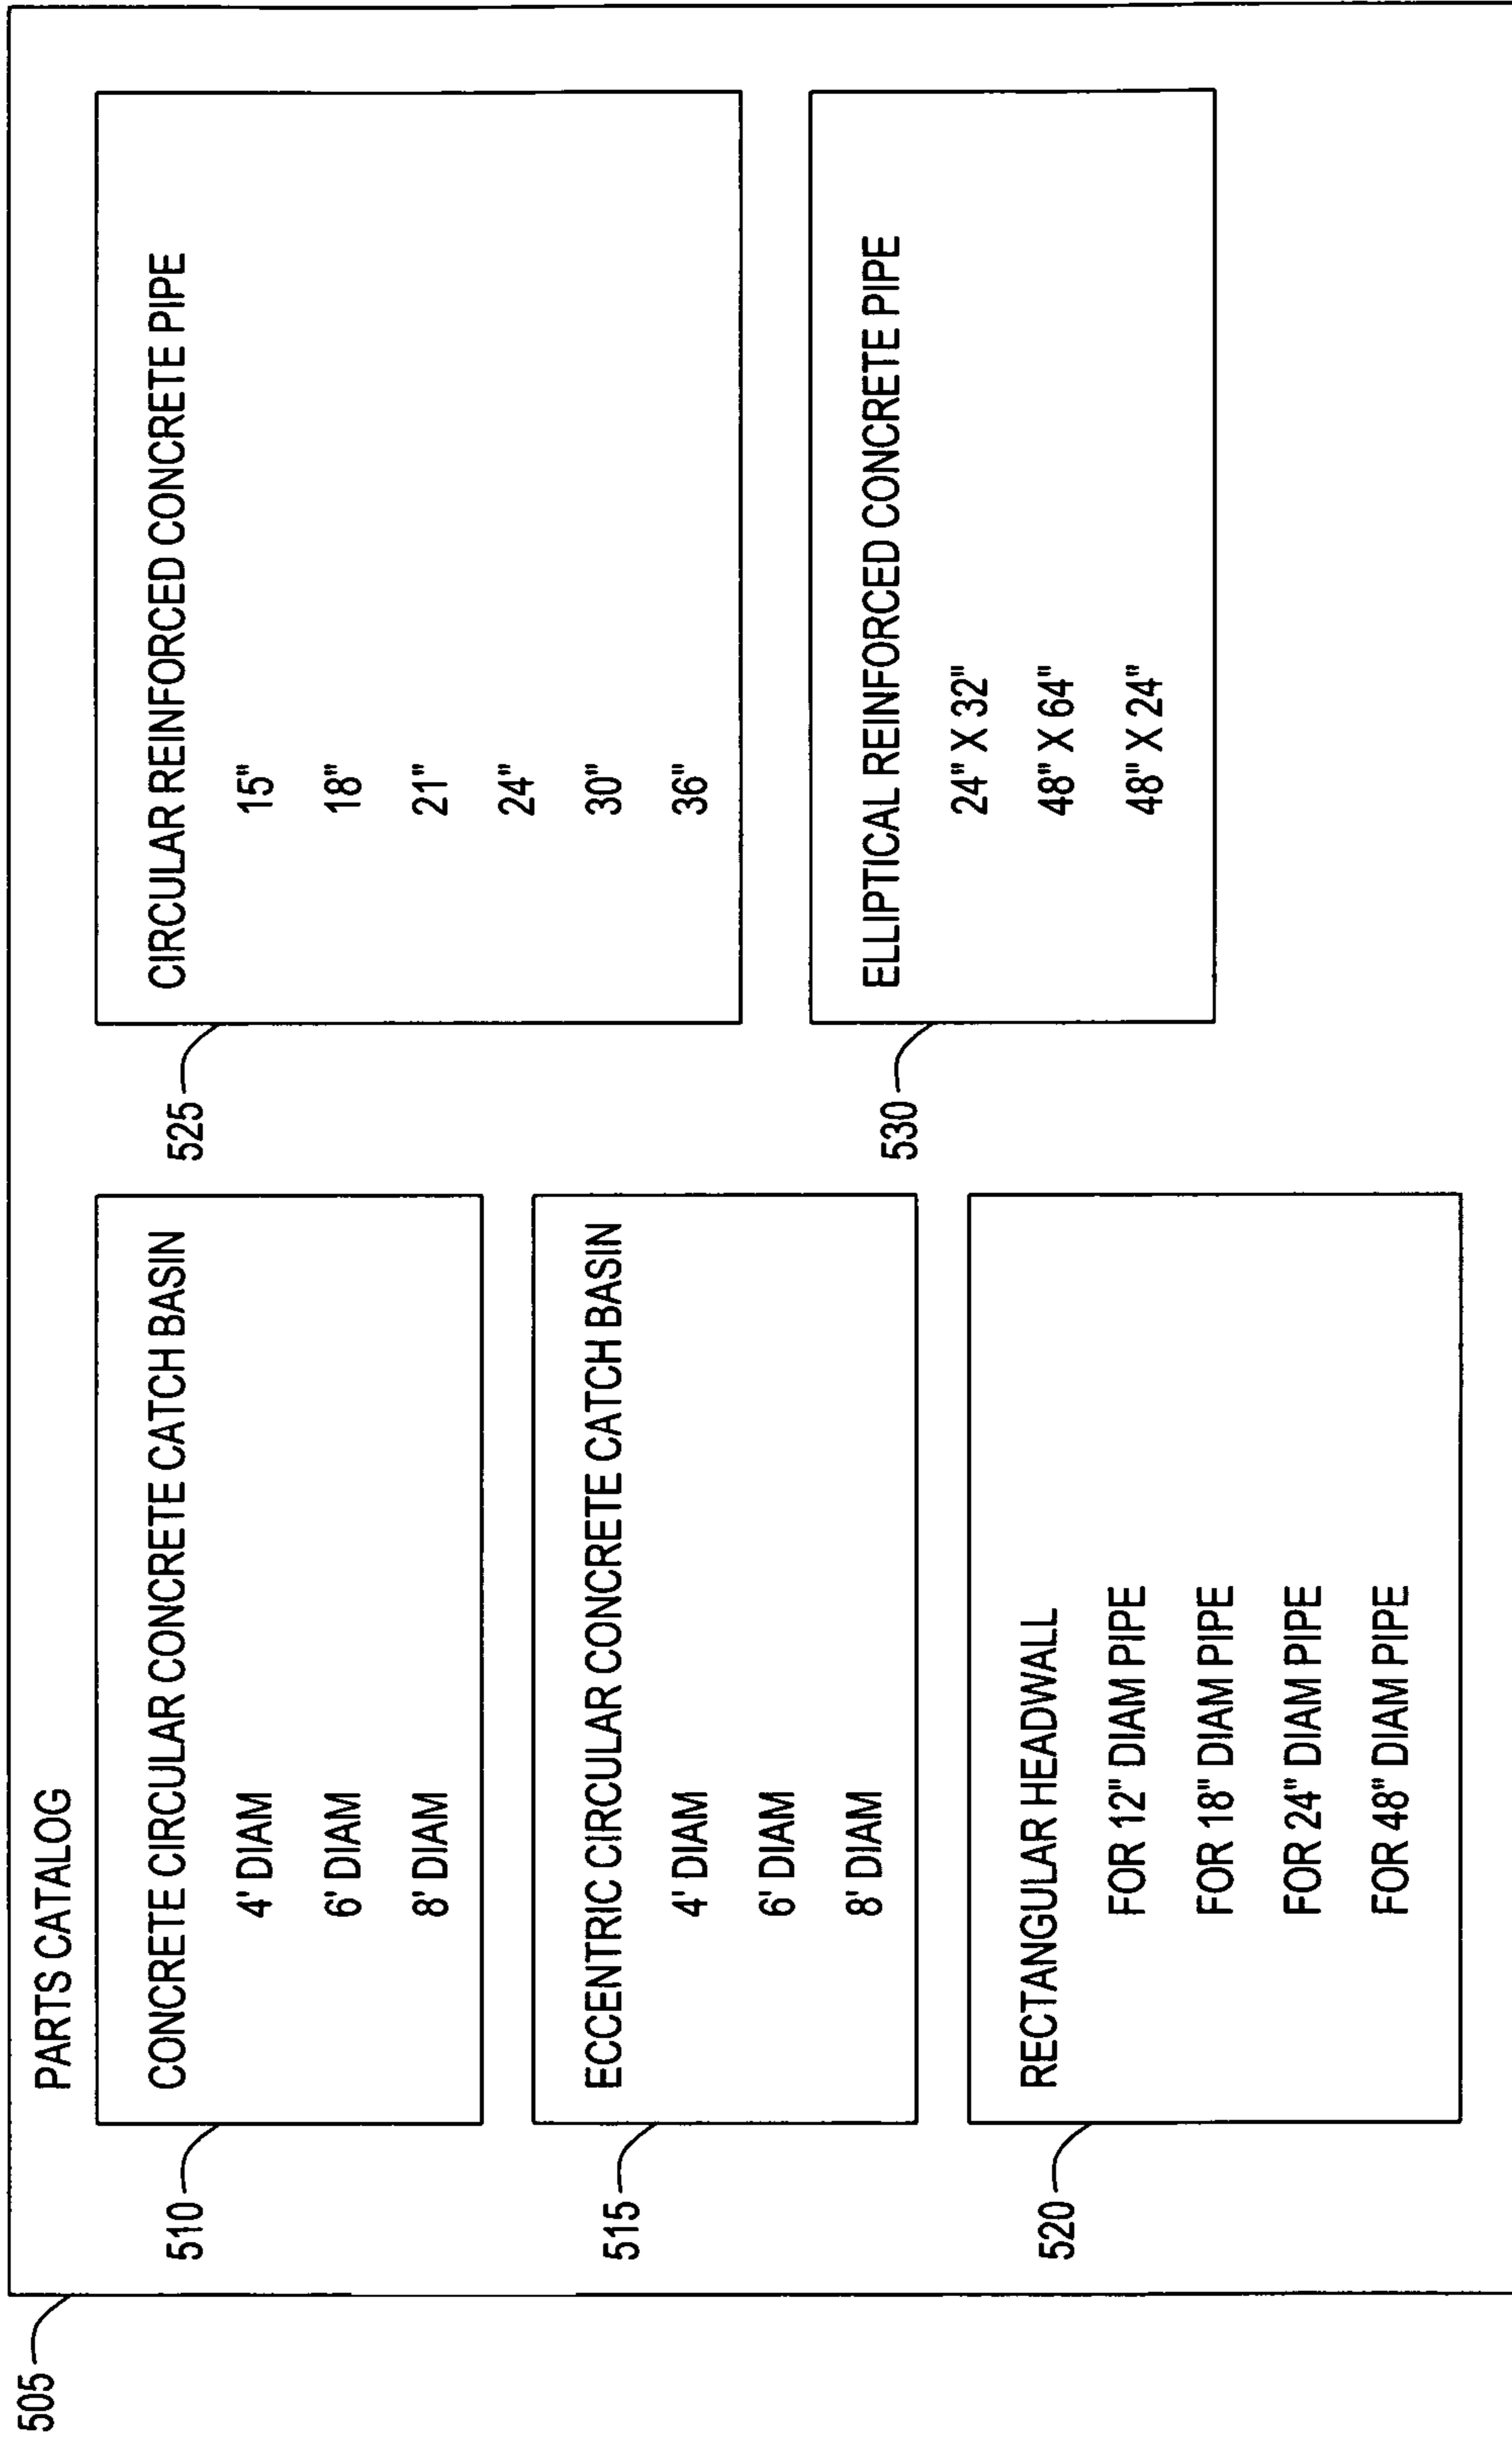 505
PARTS CATALOG
510
CONCRETE CIRCULAR CONCRETE CATCH BASIN
4' DIAM
6' DIAM
8' DIAM
515
ECCENTRIC CIRCULAR CONCRETE CATCH BASIN
4' DIAM
6' DIAM
8' DIAM
520
RECTANGULAR HEADWALL
FOR 12" DIAM PIPE
FOR 18" DIAM PIPE
FOR 24" DIAM PIPE
FOR 48" DIAM PIPE
525
CIRCULAR REINFORCED CONCRETE PIPE
15"
18"
21"
24"
30"
36"
530
ELLIPTICAL REINFORCED CONCRETE PIPE
24" X 32"
48" X 64"
48" X 24"